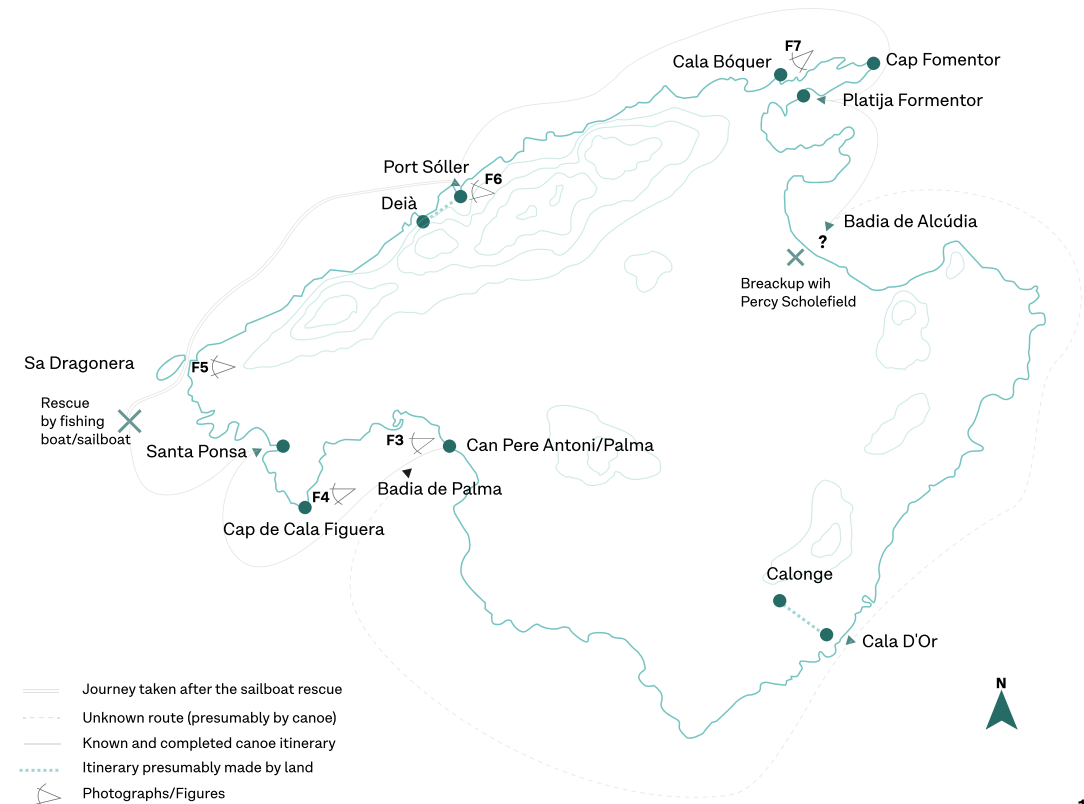 F7
Cala Bóquer
Cap Fomentor
Platija Formentor
Port Sóller
F6
Deià
Badia de Alcúdia
?
Breackup wih
Percy Scholefield
Sa Dragonera
F5
Rescue
by fishing
boat/sailboat
Santa Ponsa
F3
Can Pere Antoni/Palma
Badia de Palma
F4
Cap de Cala Figuera
Calonge
Cala D'Or
N
Journey taken after the sailboat rescue
Unknown route (presumably by canoe)
Known and completed canoe itinerary
Itinerary presumably made by land
Photographs/Figures